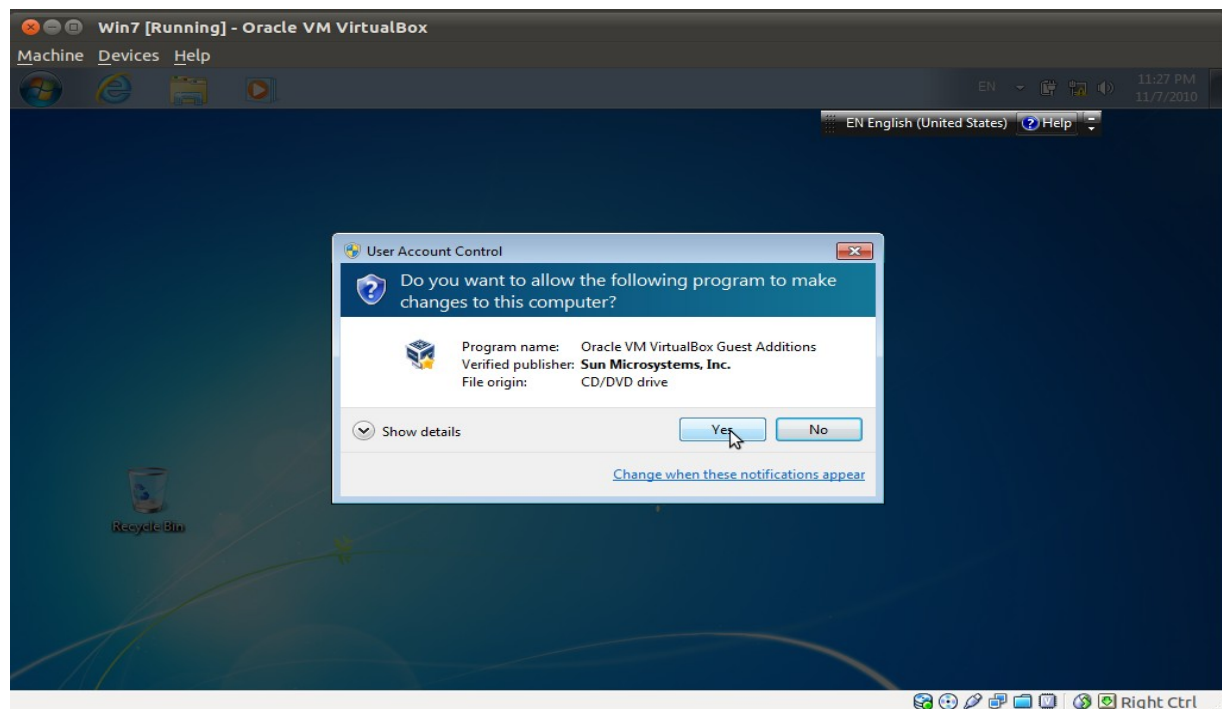 Win7 [Running] - Oracle VM VirtualBox
Machine Devices Help
EN
11:27 PM
11/7/2010
EN English (United States) Help
User Account Control
Do you want to allow the following program to make
changes to this computer?
Program name: Oracle VM VirtualBox Guest Additions
Verified publisher: Sun Microsystems, Inc.
File origin: CD/DVD drive
Show details
Yes No
Change when these notifications appear
Recycle Bin
Right Ctrl